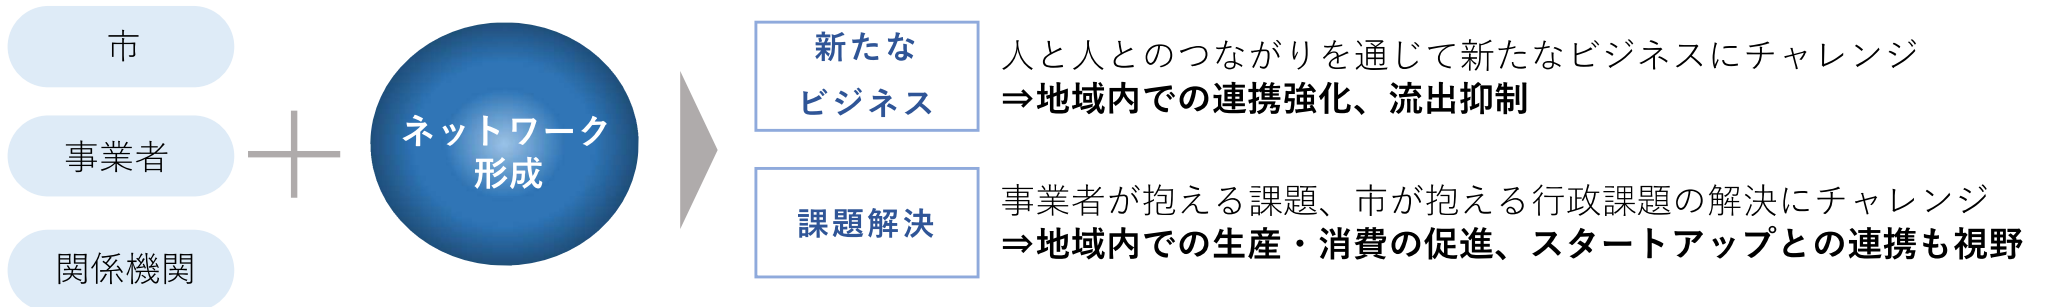 市
事業者
関係機関
ネットワーク
形成
新たな
ビジネス
人と人とのつながりを通じて新たなビジネスにチャレンジ
⇒地域内での連携強化、流出抑制
課題解決
事業者が抱える課題、市が抱える行政課題の解決にチャレンジ
⇒地域内での生産・消費の促進、スタートアップとの連携も視野